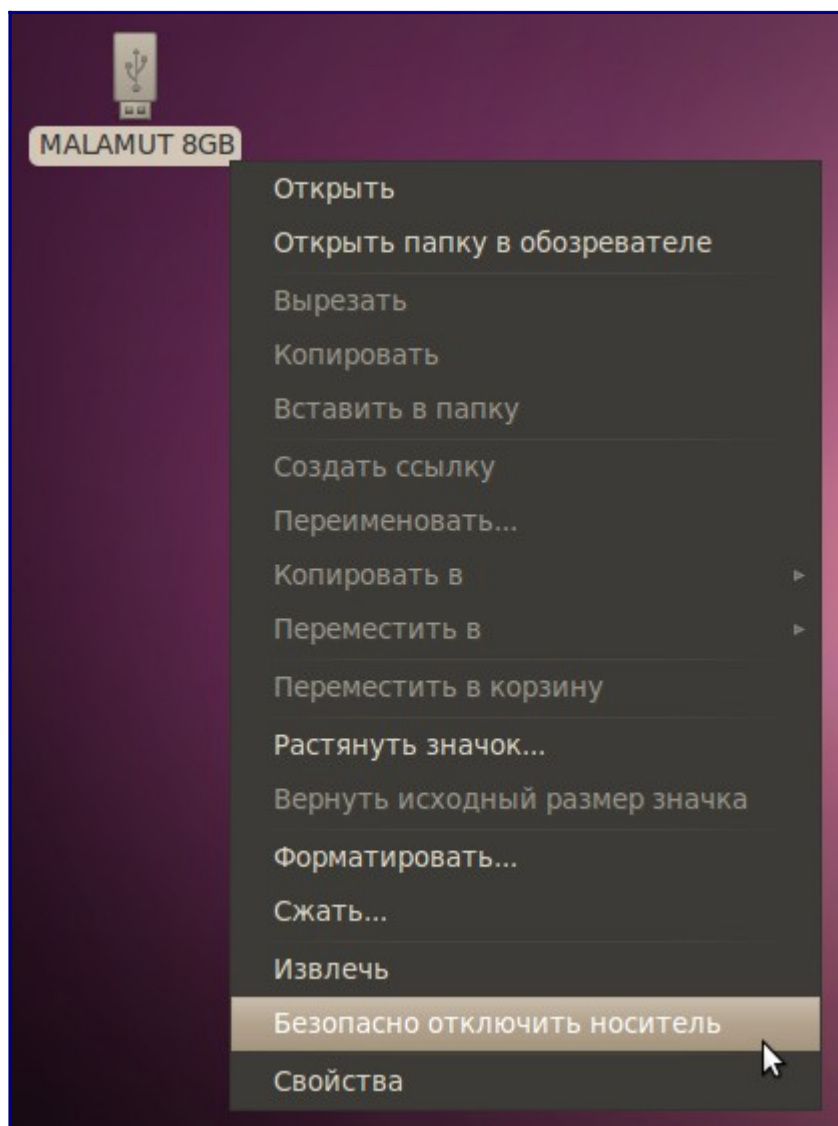 MALAMUT 8GB
Открыть
Открыть папку в обозревателе
Вырезать
Копировать
Вставить в папку
Создать ссылку
Переименовать...
Копировать в
Переместить в
Переместить в корзину
Растянуть значок...
Вернуть исходный размер значка
Форматировать...
Сжать...
Извлечь
Безопасно отключить носитель
Свойства